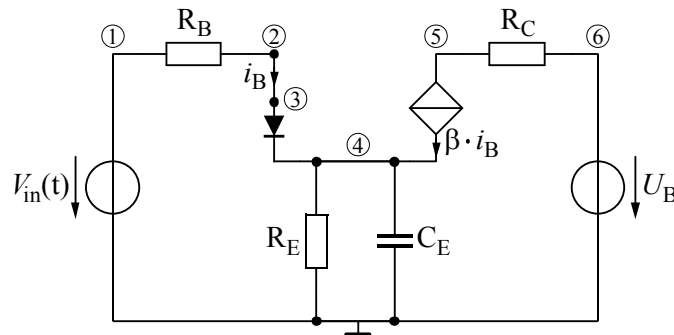 ① R_B ② ⑤ R_C ⑥
i_B
③
④ β · i_B
V_in(t) R_E C_E U_B